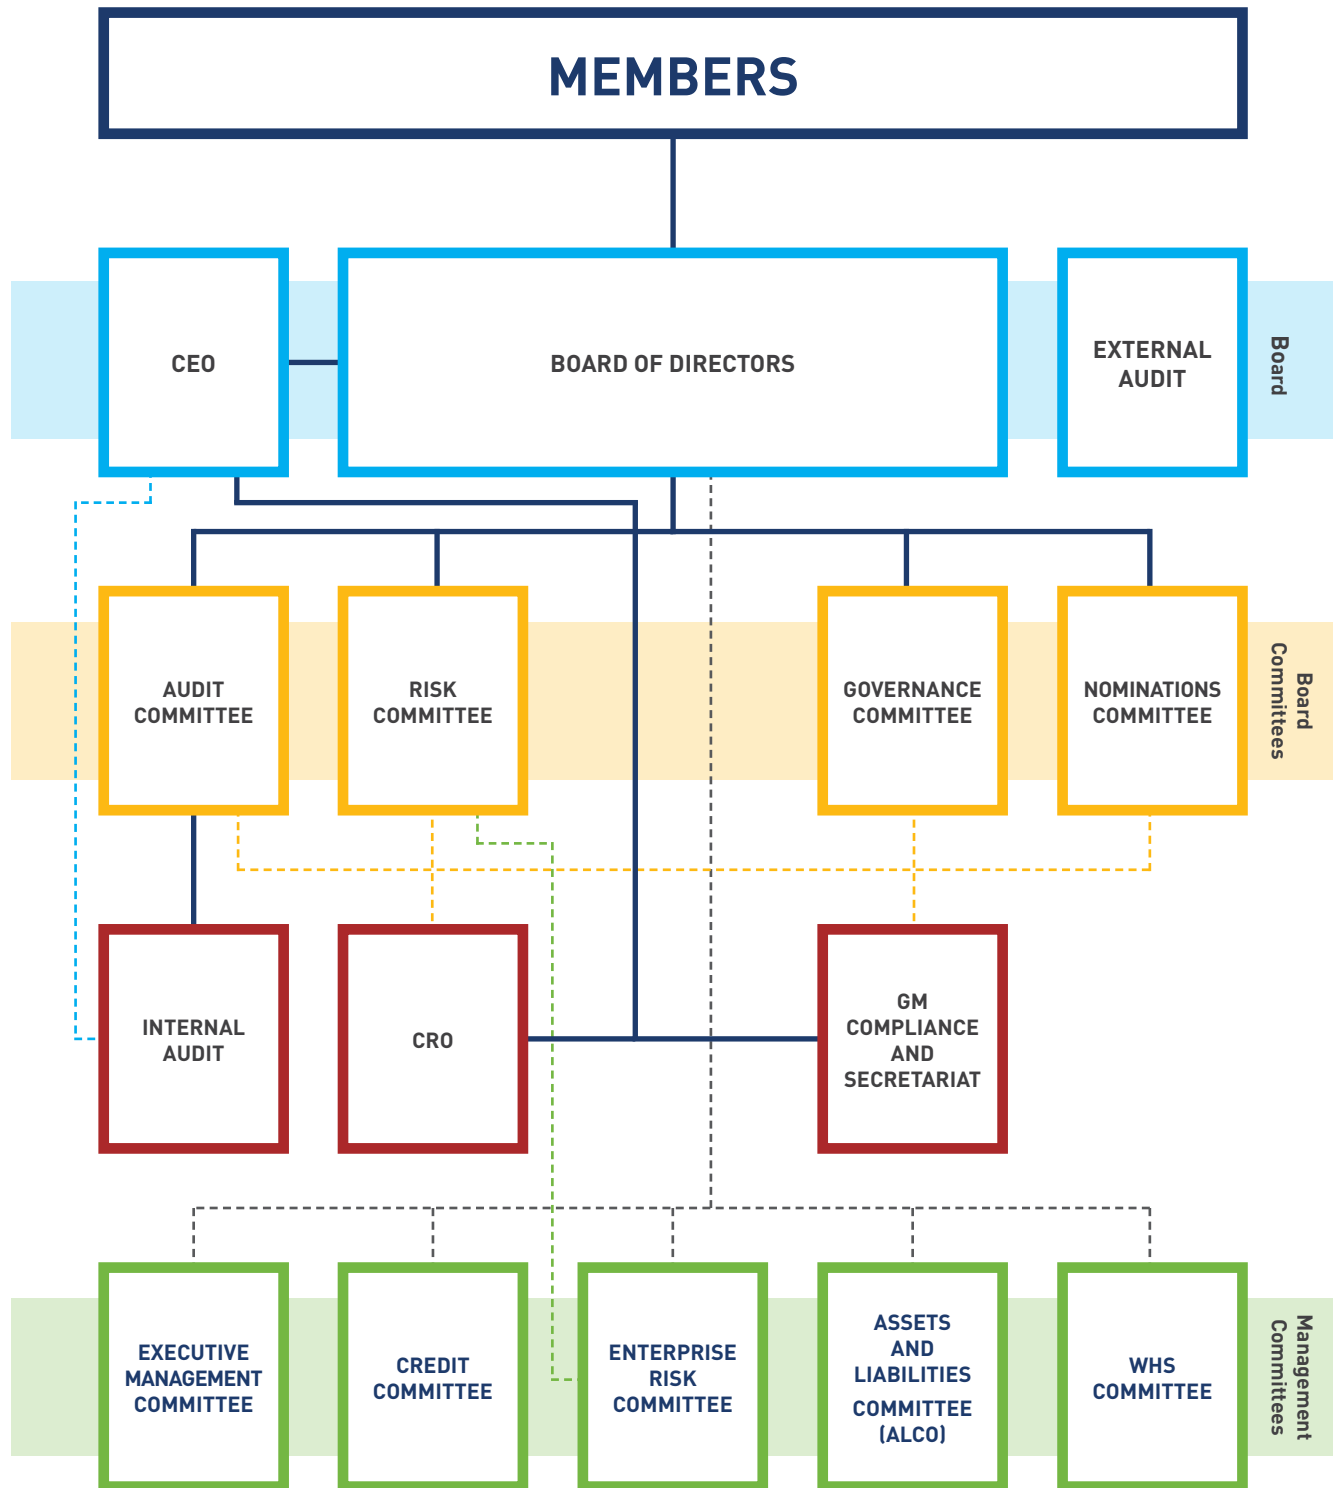 MEMBERS
CEO
BOARD OF DIRECTORS
EXTERNAL
AUDIT
Board
AUDIT
COMMITTEE
RISK
COMMITTEE
GOVERNANCE
COMMITTEE
NOMINATIONS
COMMITTEE
Board
Committees
INTERNAL
AUDIT
CRO
GM
COMPLIANCE
AND
SECRETARIAT
EXECUTIVE
MANAGEMENT
COMMITTEE
CREDIT
COMMITTEE
ENTERPRISE
RISK
COMMITTEE
ASSETS
AND
LIABILITIES
COMMITTEE
(ALCO)
WHS
COMMITTEE
Management
Committees